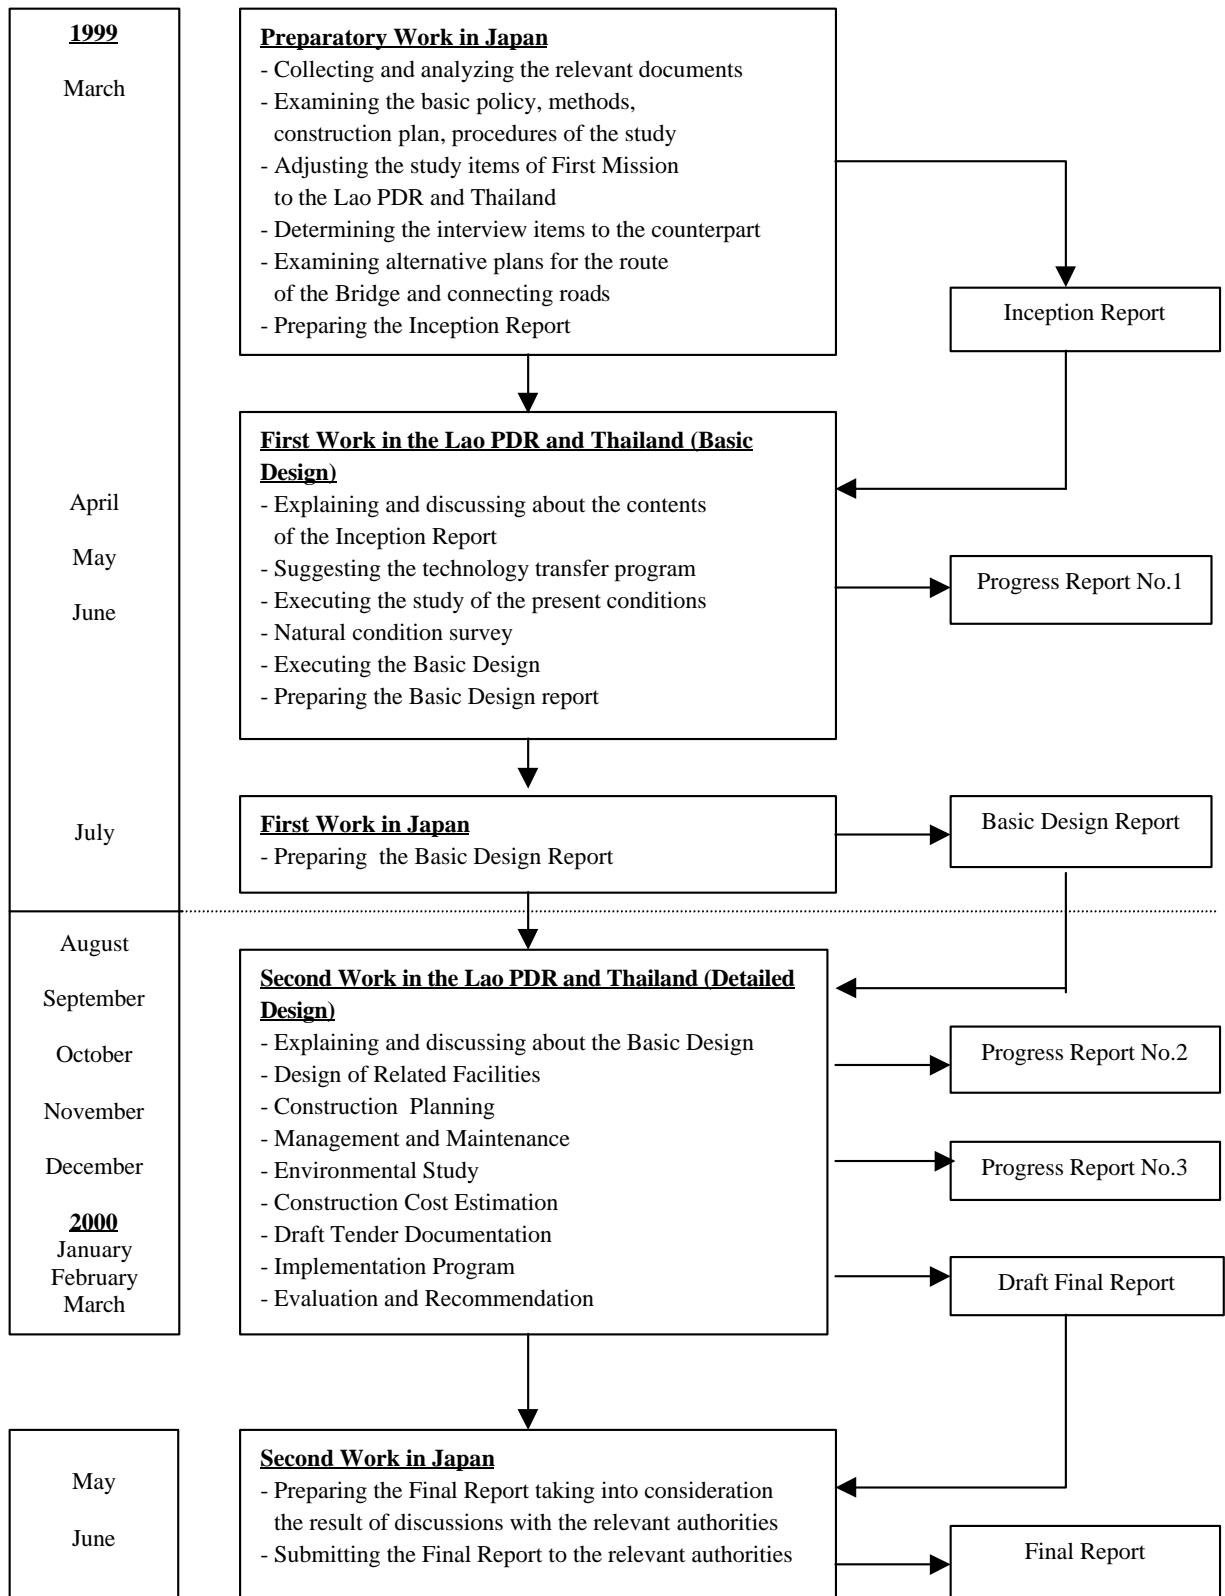 1999
March
Preparatory Work in Japan
- Collecting and analyzing the relevant documents
- Examining the basic policy, methods,
construction plan, procedures of the study
- Adjusting the study items of First Mission
to the Lao PDR and Thailand
- Determining the interview items to the counterpart
- Examining alternative plans for the route
of the Bridge and connecting roads
- Preparing the Inception Report
Inception Report
April
May
June
First Work in the Lao PDR and Thailand (Basic
Design)
- Explaining and discussing about the contents
of the Inception Report
- Suggesting the technology transfer program
- Executing the study of the present conditions
- Natural condition survey
- Executing the Basic Design
- Preparing the Basic Design report
Progress Report No.1
July
First Work in Japan
- Preparing the Basic Design Report
Basic Design Report
August
September
October
November
December
2000
January
February
March
Second Work in the Lao PDR and Thailand (Detailed
Design)
- Explaining and discussing about the Basic Design
- Design of Related Facilities
- Construction Planning
- Management and Maintenance
- Environmental Study
- Construction Cost Estimation
- Draft Tender Documentation
- Implementation Program
- Evaluation and Recommendation
Progress Report No.2
Progress Report No.3
Draft Final Report
May
June
Second Work in Japan
- Preparing the Final Report taking into consideration
the result of discussions with the relevant authorities
- Submitting the Final Report to the relevant authorities
Final Report